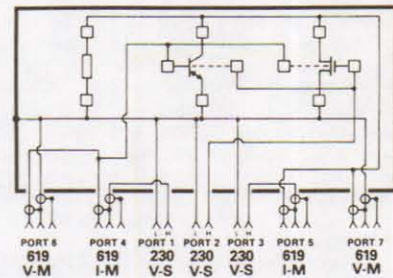 L H L H L H
PORT 6 PORT 4 PORT 1 PORT 2 PORT 3 PORT 5 PORT 7
619 619 230 230 230 619 619
V-M I-M V-S V-S V-S I-M V-M